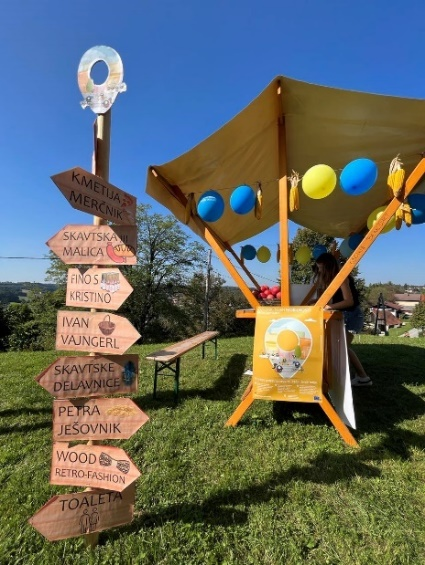 KMETIJA
MERČNIK
SKAVTSKA
MALICA
FINO S
KRISTINO
IVAN
VAJNGERL
SKAVTSKE
DELAVNICE
PETRA
JEŠOVNIK
WOOD
RETRO-FASHION
TOALETA